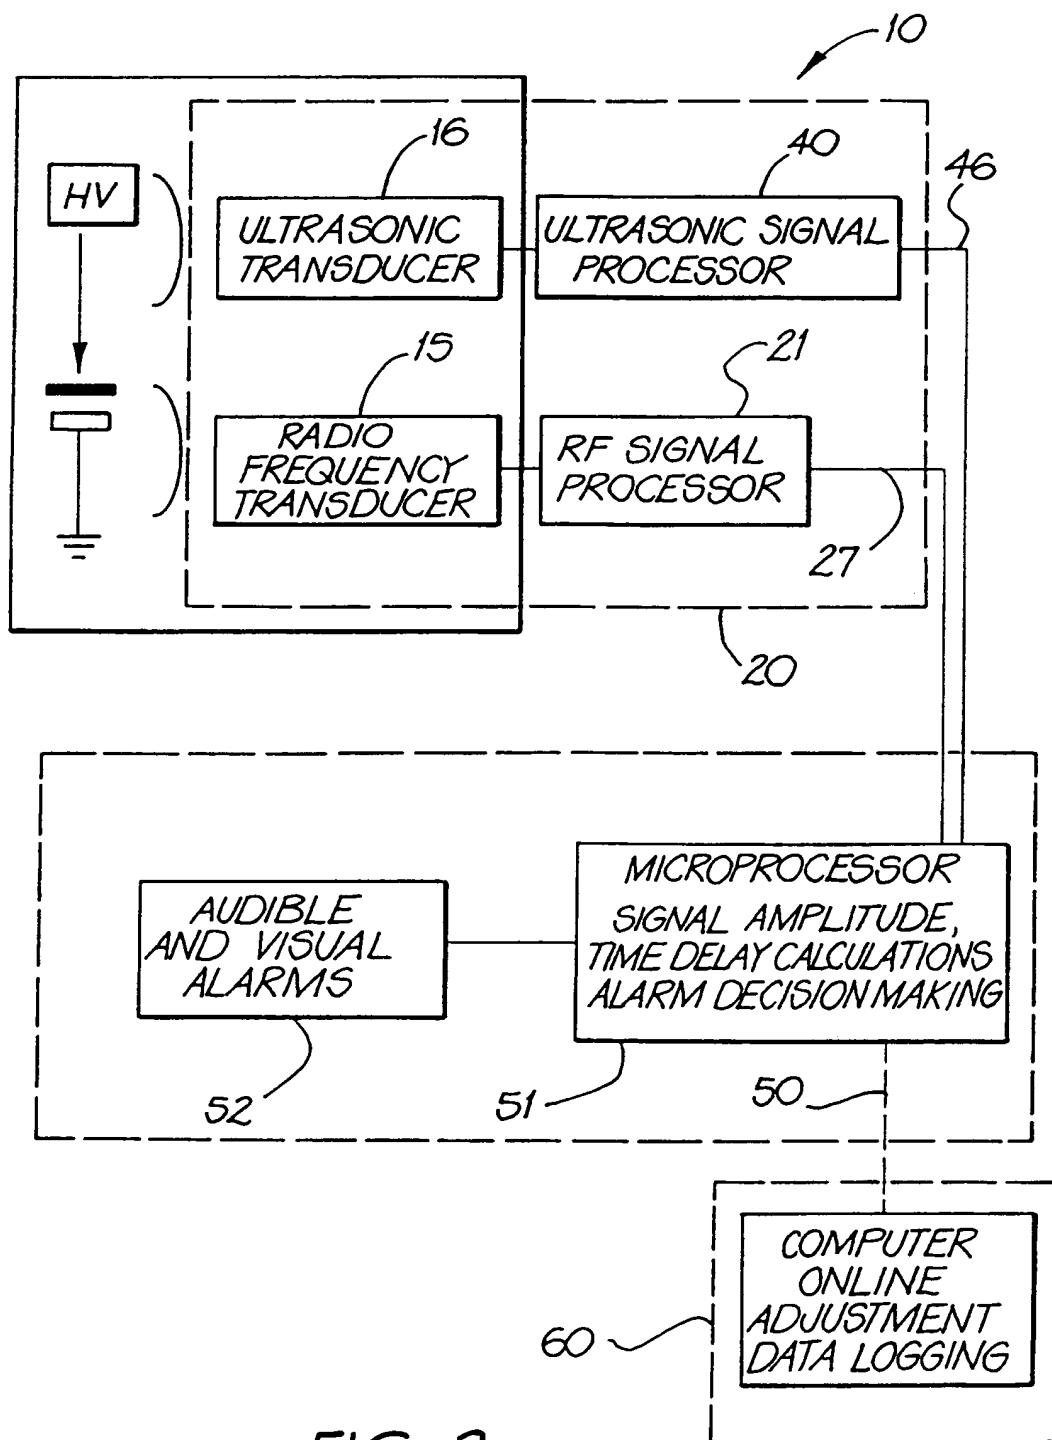 10
16
40
46
HV
ULTRASONIC
TRANSDUCER
ULTRASONIC SIGNAL
PROCESSOR
15
21
RADIO
FREQUENCY
TRANSDUCER
RF SIGNAL
PROCESSOR
27
20
MICROPROCESSOR
SIGNAL AMPLITUDE,
TIME DELAY CALCULATIONS
ALARM DECISION MAKING
AUDIBLE
AND VISUAL
ALARMS
52
51
50
COMPUTER
ONLINE
ADJUSTMENT
DATA LOGGING
60